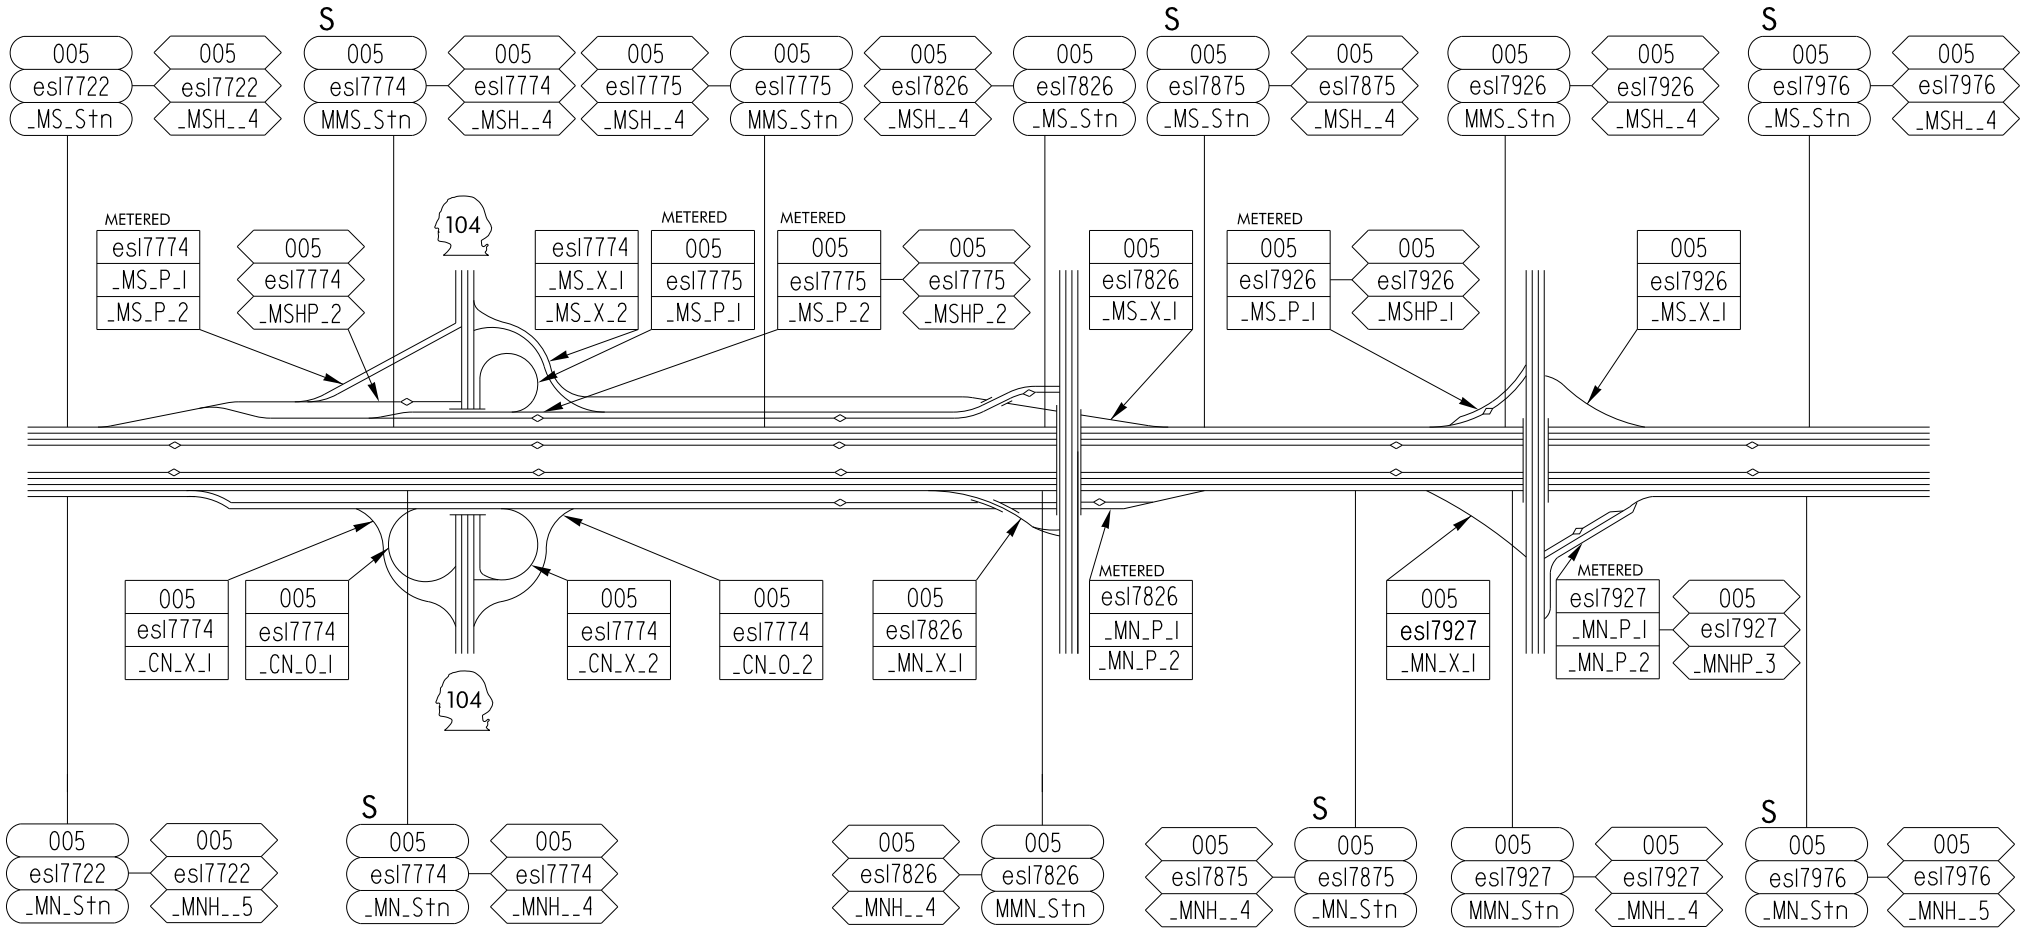 S
S
S
005
esl7722
_MS_Stn
005
esl7722
_MSH__4
005
esl7774
MMS_Stn
005
esl7774
_MSH__4
005
esl7775
_MSH__4
005
esl7775
MMS_Stn
005
esl7826
_MSH__4
005
esl7826
_MS_Stn
005
esl7875
_MS_Stn
005
esl7875
_MSH__4
005
esl7926
MMS_Stn
005
esl7926
_MSH__4
005
esl7976
_MS_Stn
005
esl7976
_MSH__4
METERED
esl7774
_MS_P_1
_MS_P_2
005
esl7774
_MSHP_2
104
esl7774
_MS_X_1
_MS_X_2
METERED
005
esl7775
_MS_P_1
METERED
005
esl7775
_MS_P_2
005
esl7775
_MSHP_2
005
esl7826
_MS_X_1
METERED
005
esl7926
_MS_P_1
005
esl7926
_MSHP_1
005
esl7926
_MS_X_1
005
esl7774
_CN_X_1
005
esl7774
_CN_O_1
104
005
esl7774
_CN_X_2
005
esl7774
_CN_O_2
005
esl7826
_MN_X_1
METERED
esl7826
_MN_P_1
_MN_P_2
005
esl7927
_MN_X_1
METERED
esl7927
_MN_P_1
_MN_P_2
005
esl7927
_MNHP_3
S
S
S
005
esl7722
_MN_Stn
005
esl7722
_MNH__5
005
esl7774
_MN_Stn
005
esl7774
_MNH__4
005
esl7826
_MNH__4
005
esl7826
MMN_Stn
005
esl7875
_MNH__4
005
esl7875
_MN_Stn
005
esl7927
MMN_Stn
005
esl7927
_MNH__4
005
esl7976
_MN_Stn
005
esl7976
_MNH__5